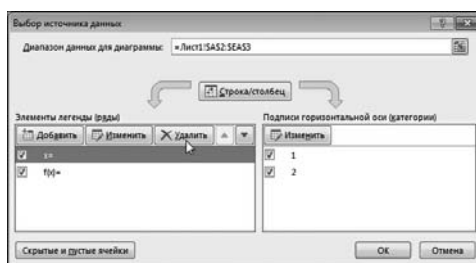 Выбор источника данных
Диапазон данных для диаграммы: =Лист1!$A$2:$EA$3
Строка/столбец
Элементы легенды (ряды)
Добавить Изменить Удалить
x=
f(x)=
Подписи горизонтальной оси (категории)
Изменить
1
2
Скрытые и пустые ячейки
ОК Отмена